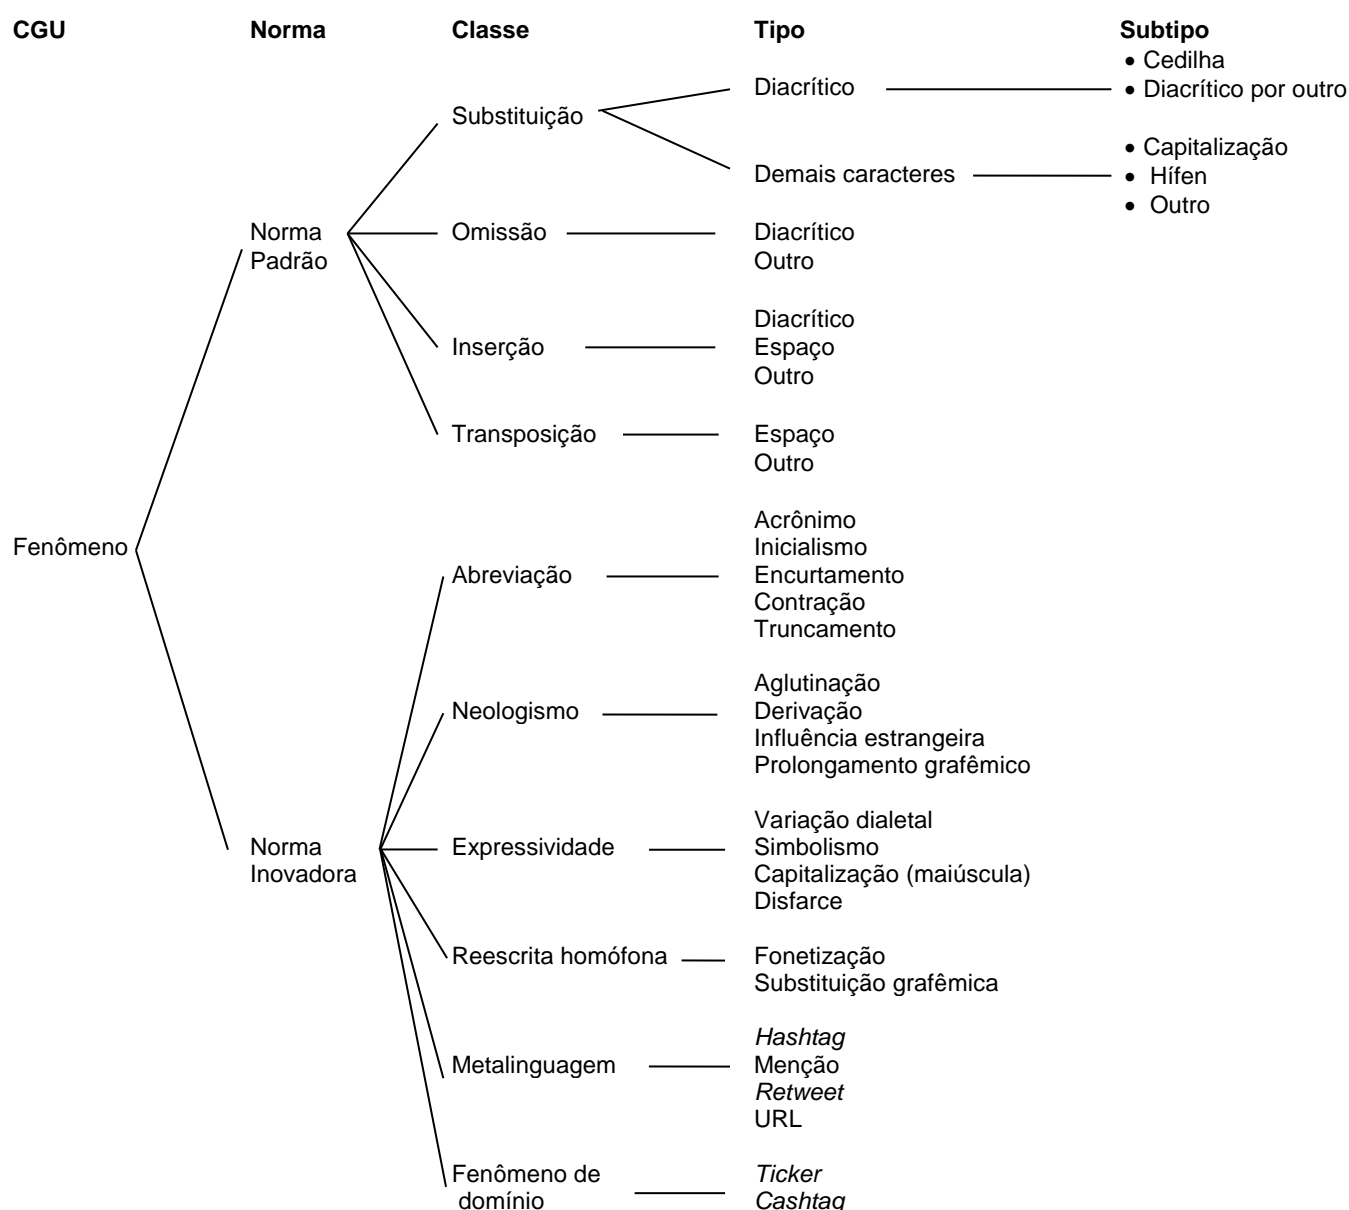 CGU Norma Classe Tipo Subtipo
• Cedilha
Diacrítico • Diacrítico por outro
Substituição
• Capitalização
Demais caracteres • Hífen
• Outro
Norma Omissão Diacrítico
Padrão Outro
Diacrítico
Inserção Espaço
Outro
Transposição Espaço
Outro
Acrônimo
Fenômeno Inicialismo
Abreviação Encurtamento
Contração
Truncamento
Aglutinação
Neologismo Derivação
Influência estrangeira
Prolongamento grafêmico
Variação dialetal
Norma Expressividade Simbolismo
Inovadora Capitalização (maiúscula)
Disfarce
Reescrita homófona Fonetização
Substituição grafêmica
Hashtag
Metalinguagem Menção
Retweet
URL
Fenômeno de Ticker
domínio Cashtag